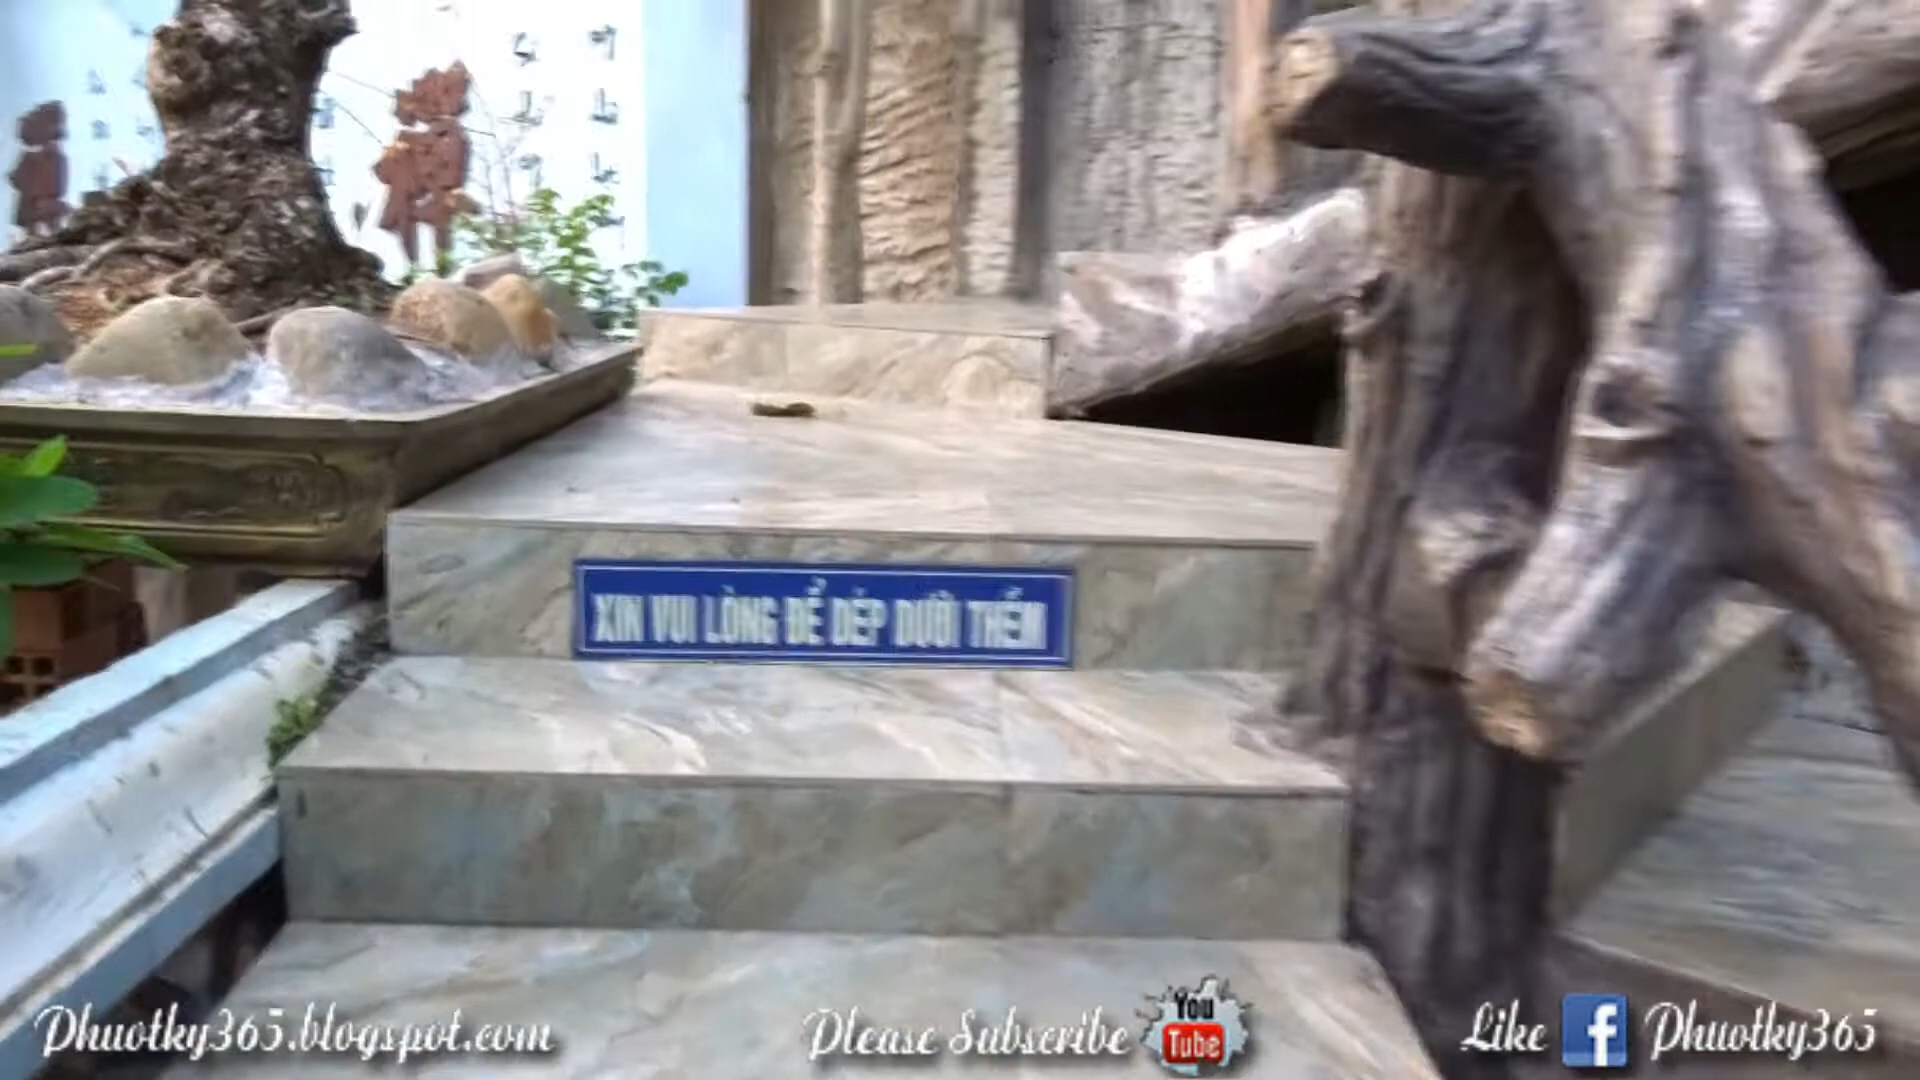 XIN VUI LÒNG ĐỂ DÉP DƯỚI THỀM
Phuotky365.blogspot.com
Please Subscribe
You
Tube
Like
f
Phuotky365